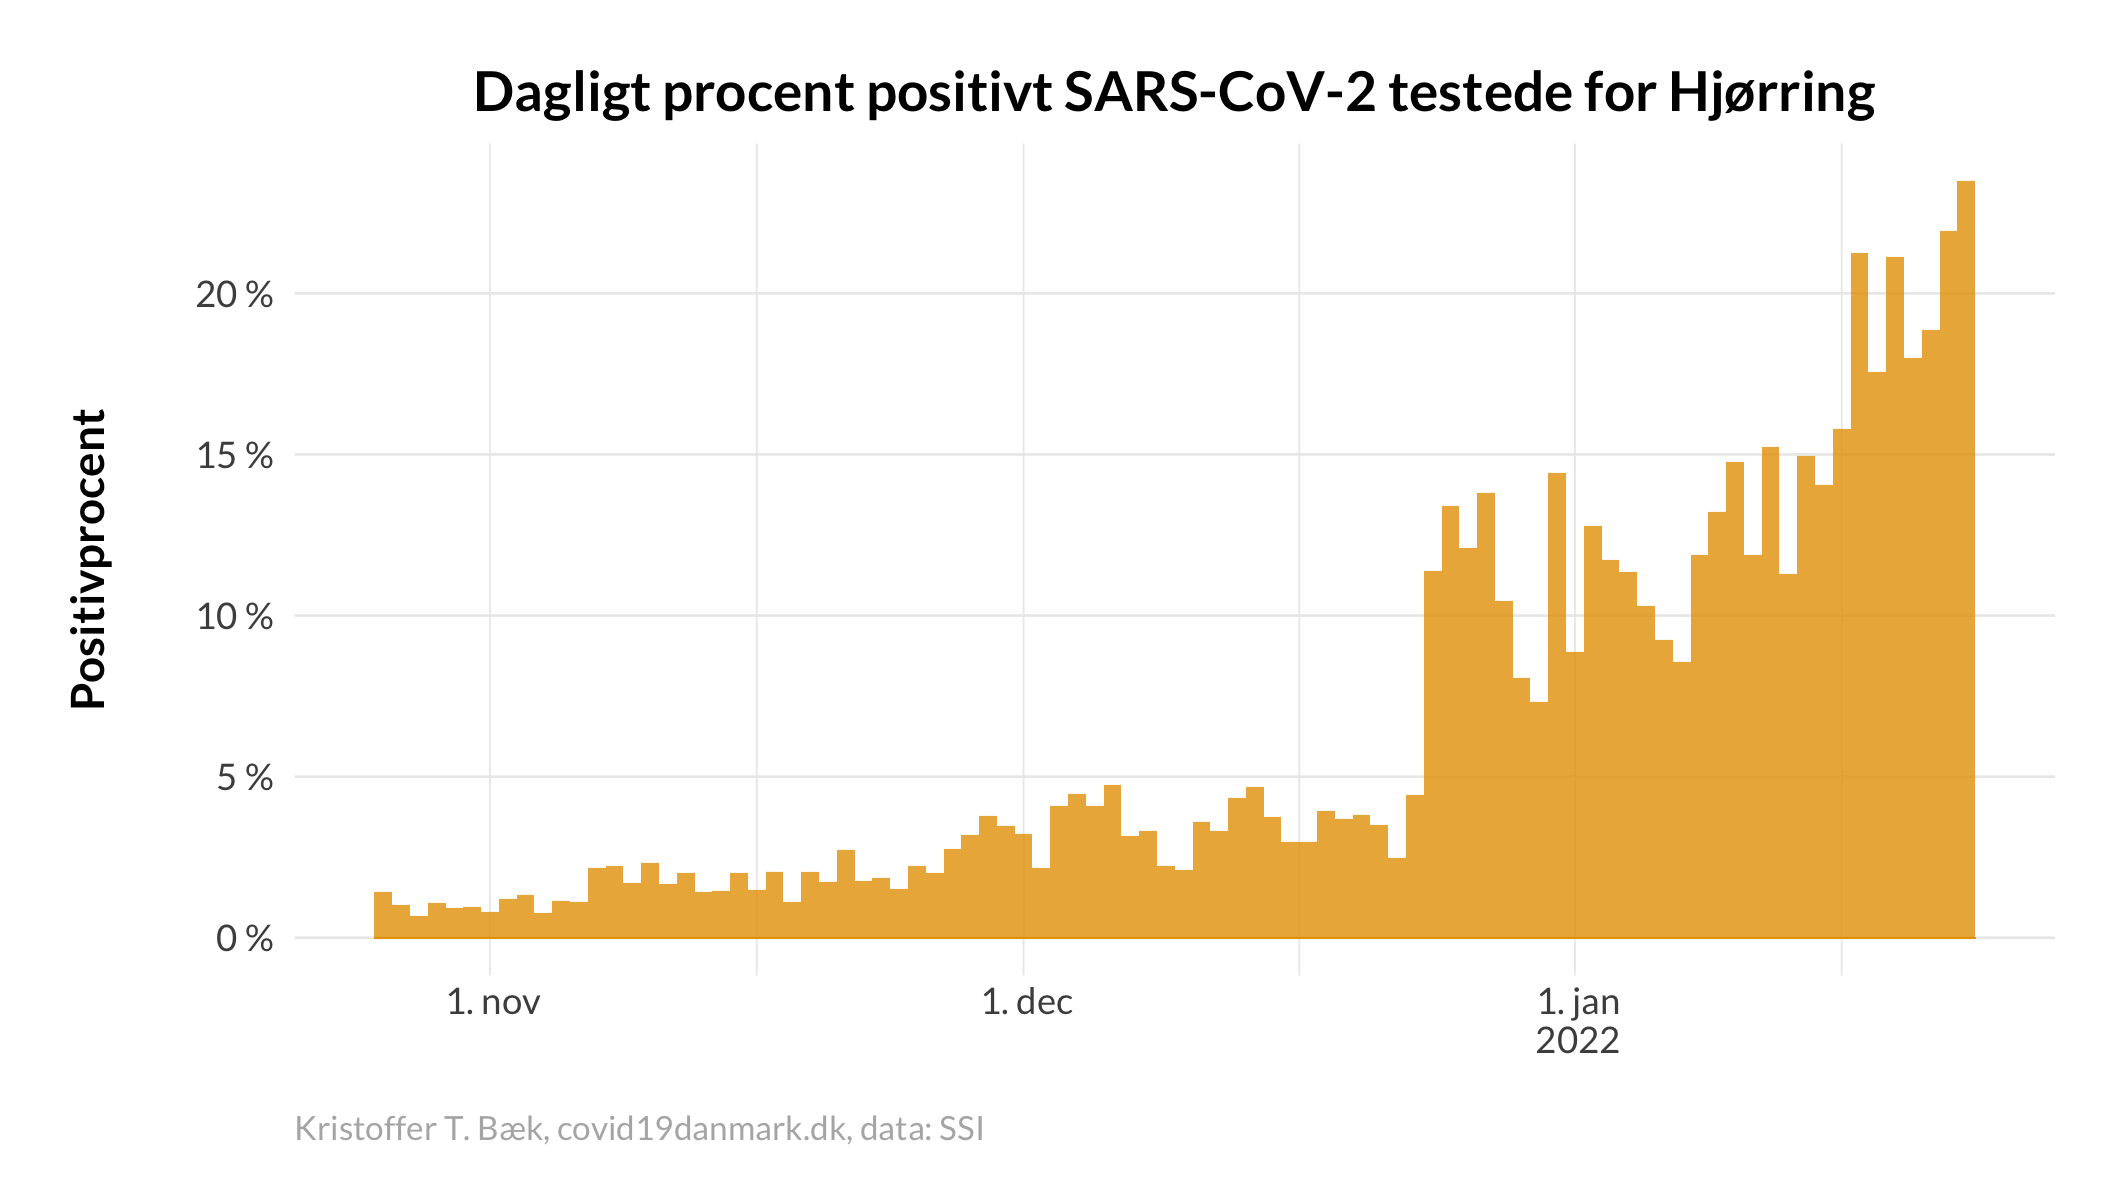 Dagligt procent positivt SARS-CoV-2 testede for Hjørring
Positivprocent
20 %
15 %
10 %
5 %
0 %
1. nov
1. dec
1. jan
2022
Kristoffer T. Bæk, covid19danmark.dk, data: SSI